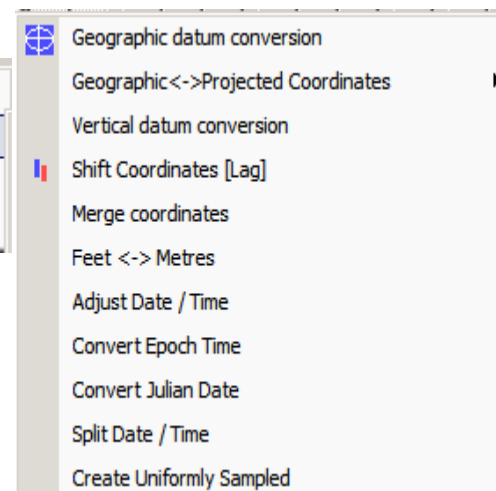 Geographic datum conversion
Geographic<->Projected Coordinates
Vertical datum conversion
Shift Coordinates [Lag]
Merge coordinates
Feet <-> Metres
Adjust Date / Time
Convert Epoch Time
Convert Julian Date
Split Date / Time
Create Uniformly Sampled